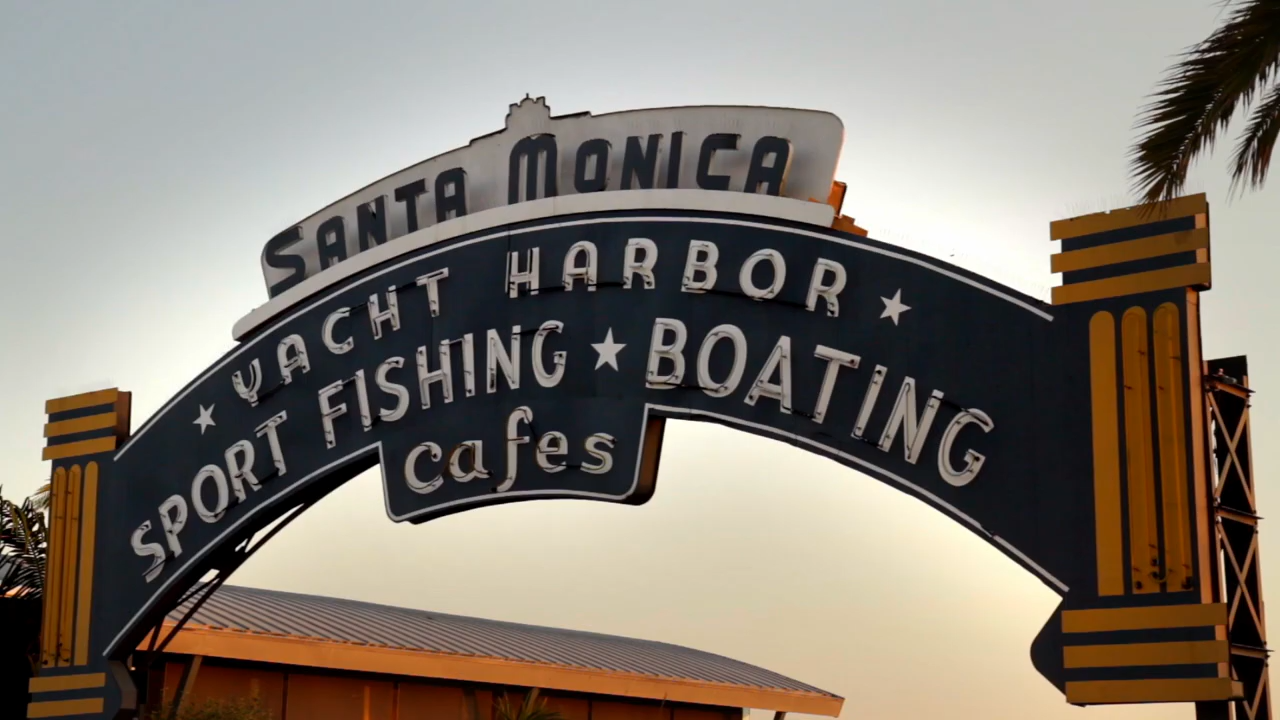 SANTA MONICA
★ YACHT HARBOR ★
SPORT FISHING ★ BOATING
cafes